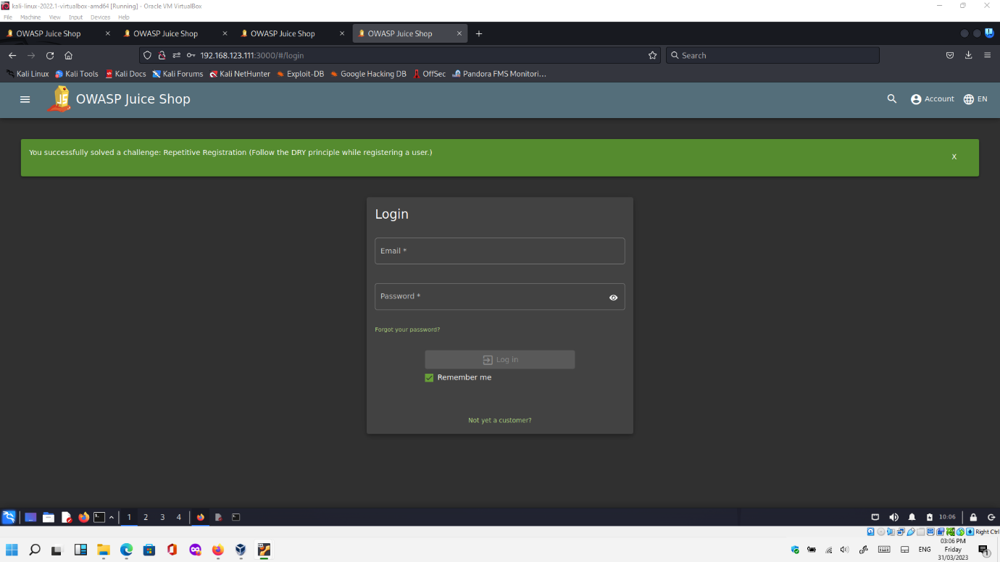 kali-linux-2022.1-virtualbox-amd64 [Running] - Oracle VM VirtualBox
File Machine View Input Devices Help
OWASP Juice Shop OWASP Juice Shop OWASP Juice Shop OWASP Juice Shop
192.168.123.111:3000/#/login Search
Kali Linux Kali Tools Kali Docs Kali Forums Kali NetHunter Exploit-DB Google Hacking DB OffSec Pandora FMS Monitori...
OWASP Juice Shop Account EN
You successfully solved a challenge: Repetitive Registration (Follow the DRY principle while registering a user.) X
Login
Email *
Password *
Forgot your password?
Log in
Remember me
Not yet a customer?
1 2 3 4 10:06
Right Ctrl
03:06 PM
ENG Friday
31/03/2023